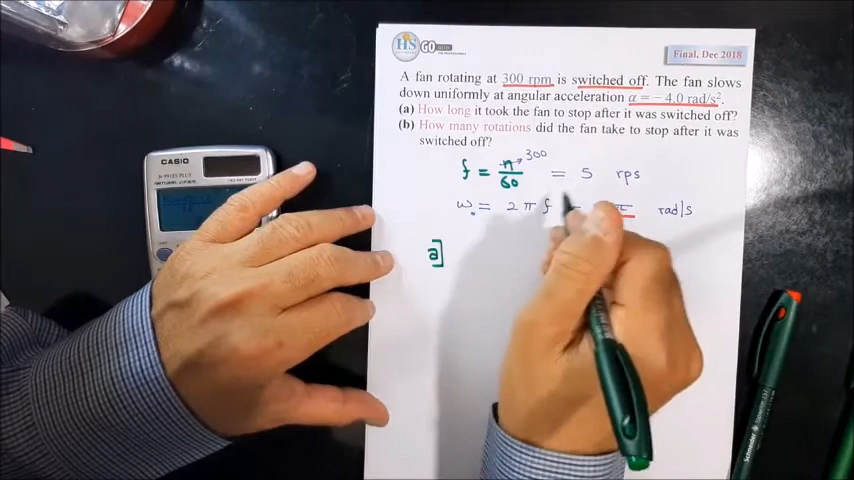 HS
GO
Final, Dec 2018
A fan rotating at 300 rpm is switched off. The fan slows
down uniformly at angular acceleration α = − 4.0 rad/s².
(a) How long it took the fan to stop after it was switched off?
(b) How many rotations did the fan take to stop after it was
switched off?
f = n/60 → 300 = 5 rps
ω₀ = 2 π f = π rad/s
a]
CASIO